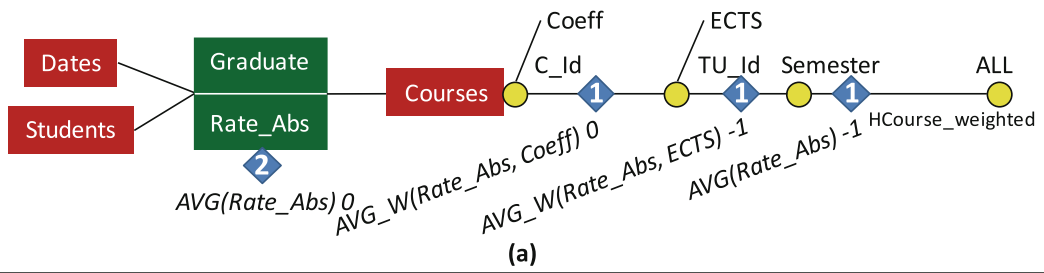 Coeff
ECTS
Dates
Graduate
C_Id
TU_Id
Semester
ALL
Courses
1
1
1
Students
Rate_Abs
HCourse_weighted
2
AVG(Rate_Abs) 0
AVG_W(Rate_Abs, Coeff) 0
AVG_W(Rate_Abs, ECTS) -1
AVG(Rate_Abs) -1
(a)